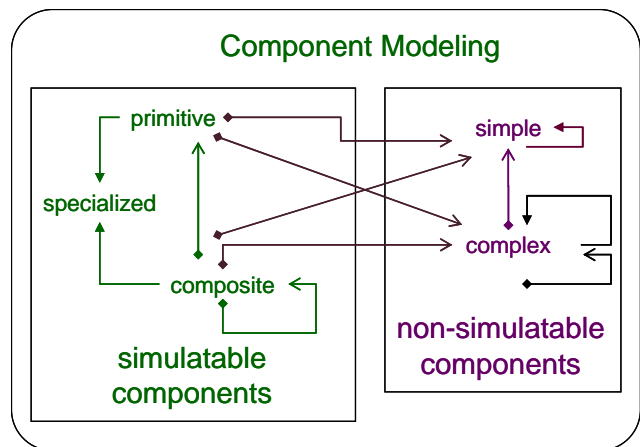 Component Modeling
primitive
specialized
composite
simulatable
components
simple
complex
non-simulatable
components